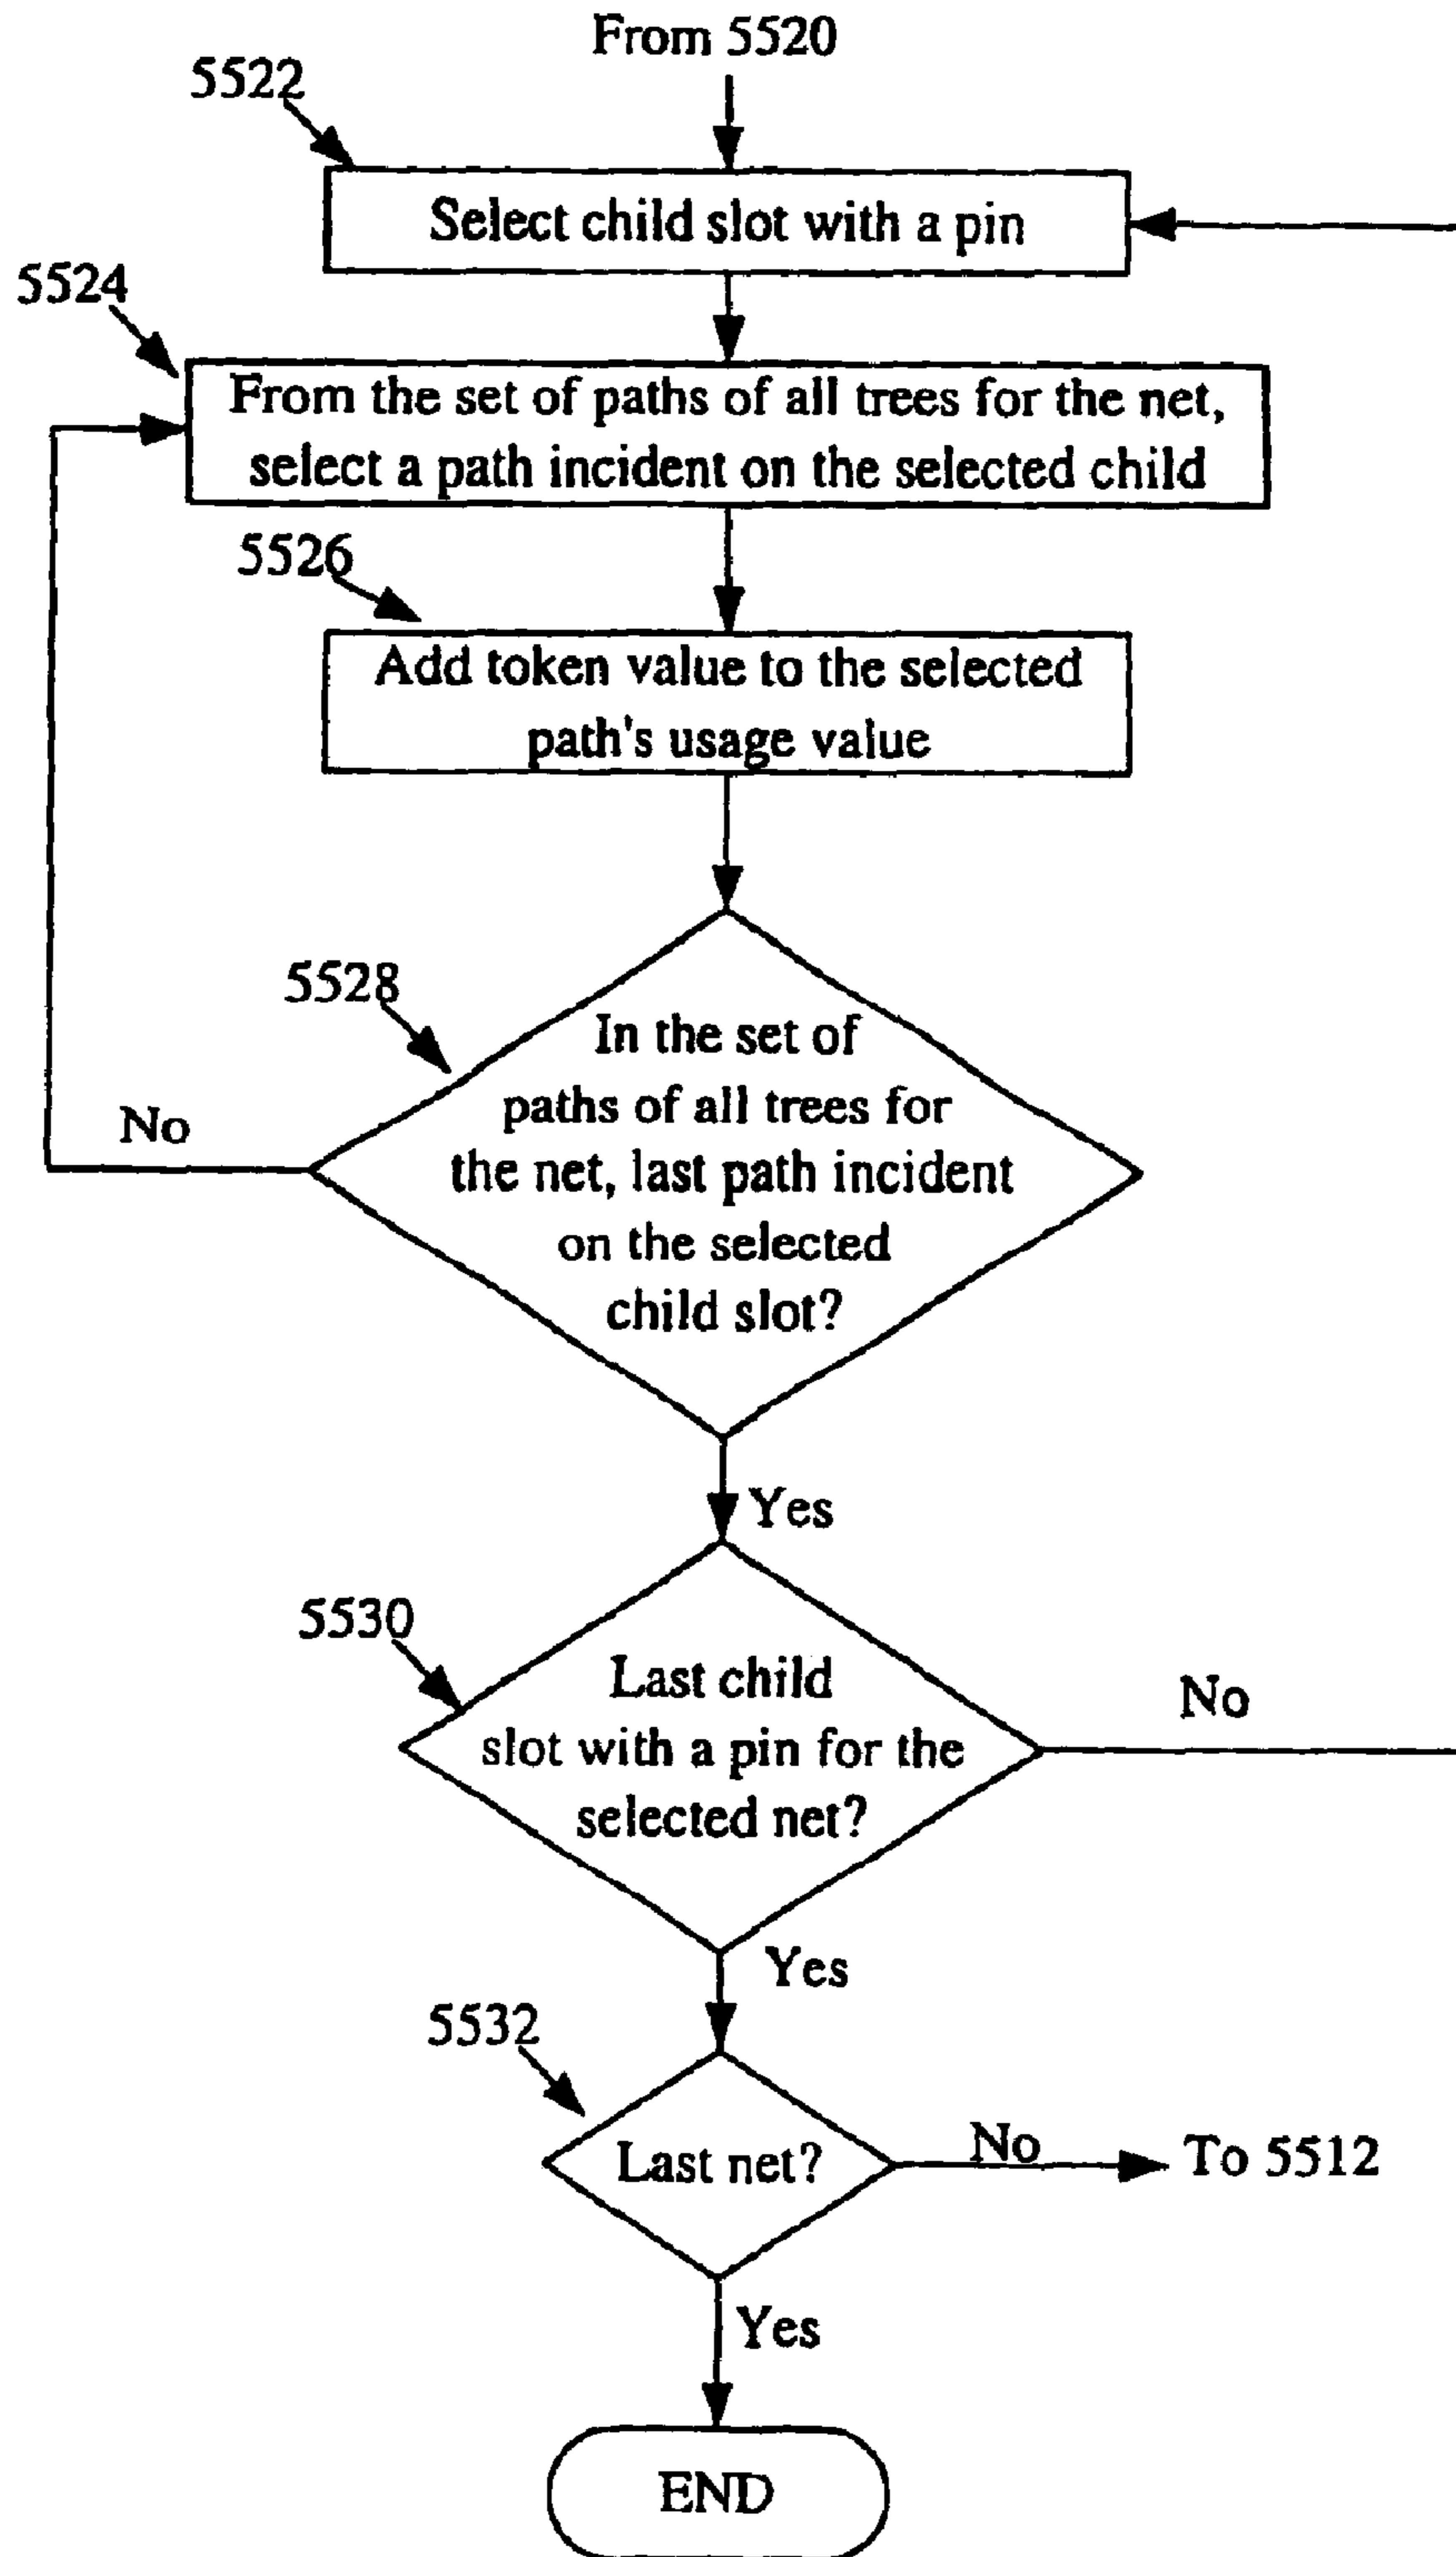 From 5520
5522
Select child slot with a pin
5524
From the set of paths of all trees for the net,
select a path incident on the selected child
5526
Add token value to the selected
path's usage value
5528
In the set of
paths of all trees for
the net, last path incident
on the selected
child slot?
No
Yes
5530
Last child
slot with a pin for the
selected net?
No
Yes
5532
Last net?
No
To 5512
Yes
END